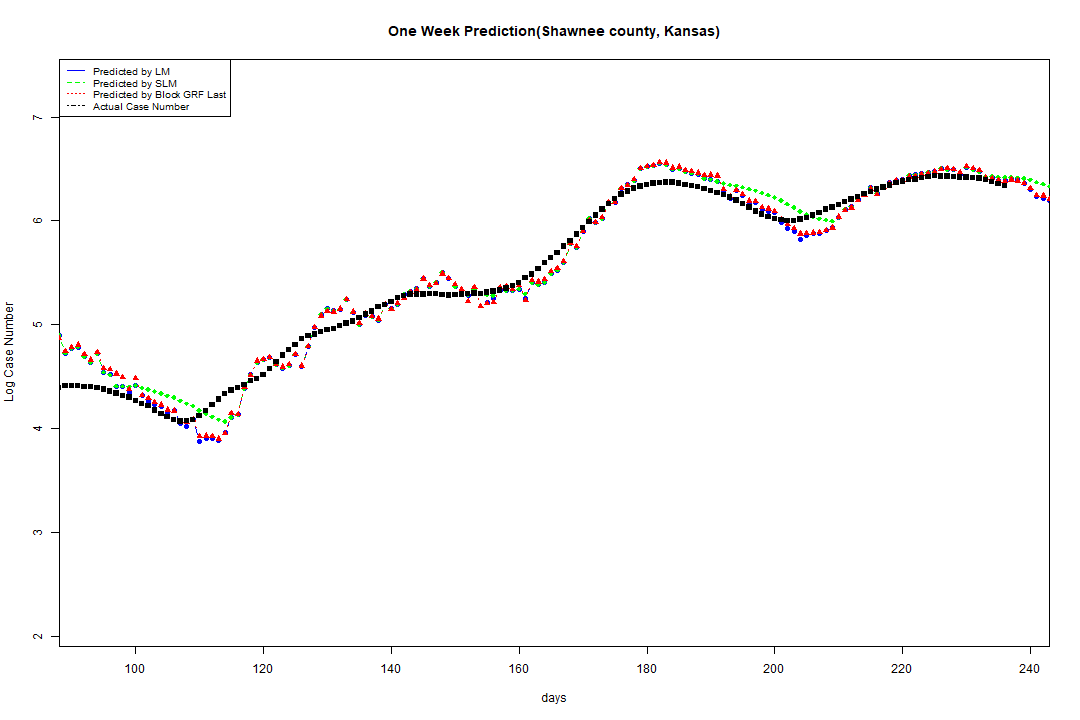 One Week Prediction(Shawnee county, Kansas)
Predicted by LM
Predicted by SLM
Predicted by Block GRF Last
Actual Case Number
7
6
5
4
3
2
Log Case Number
100 120 140 160 180 200 220 240
days